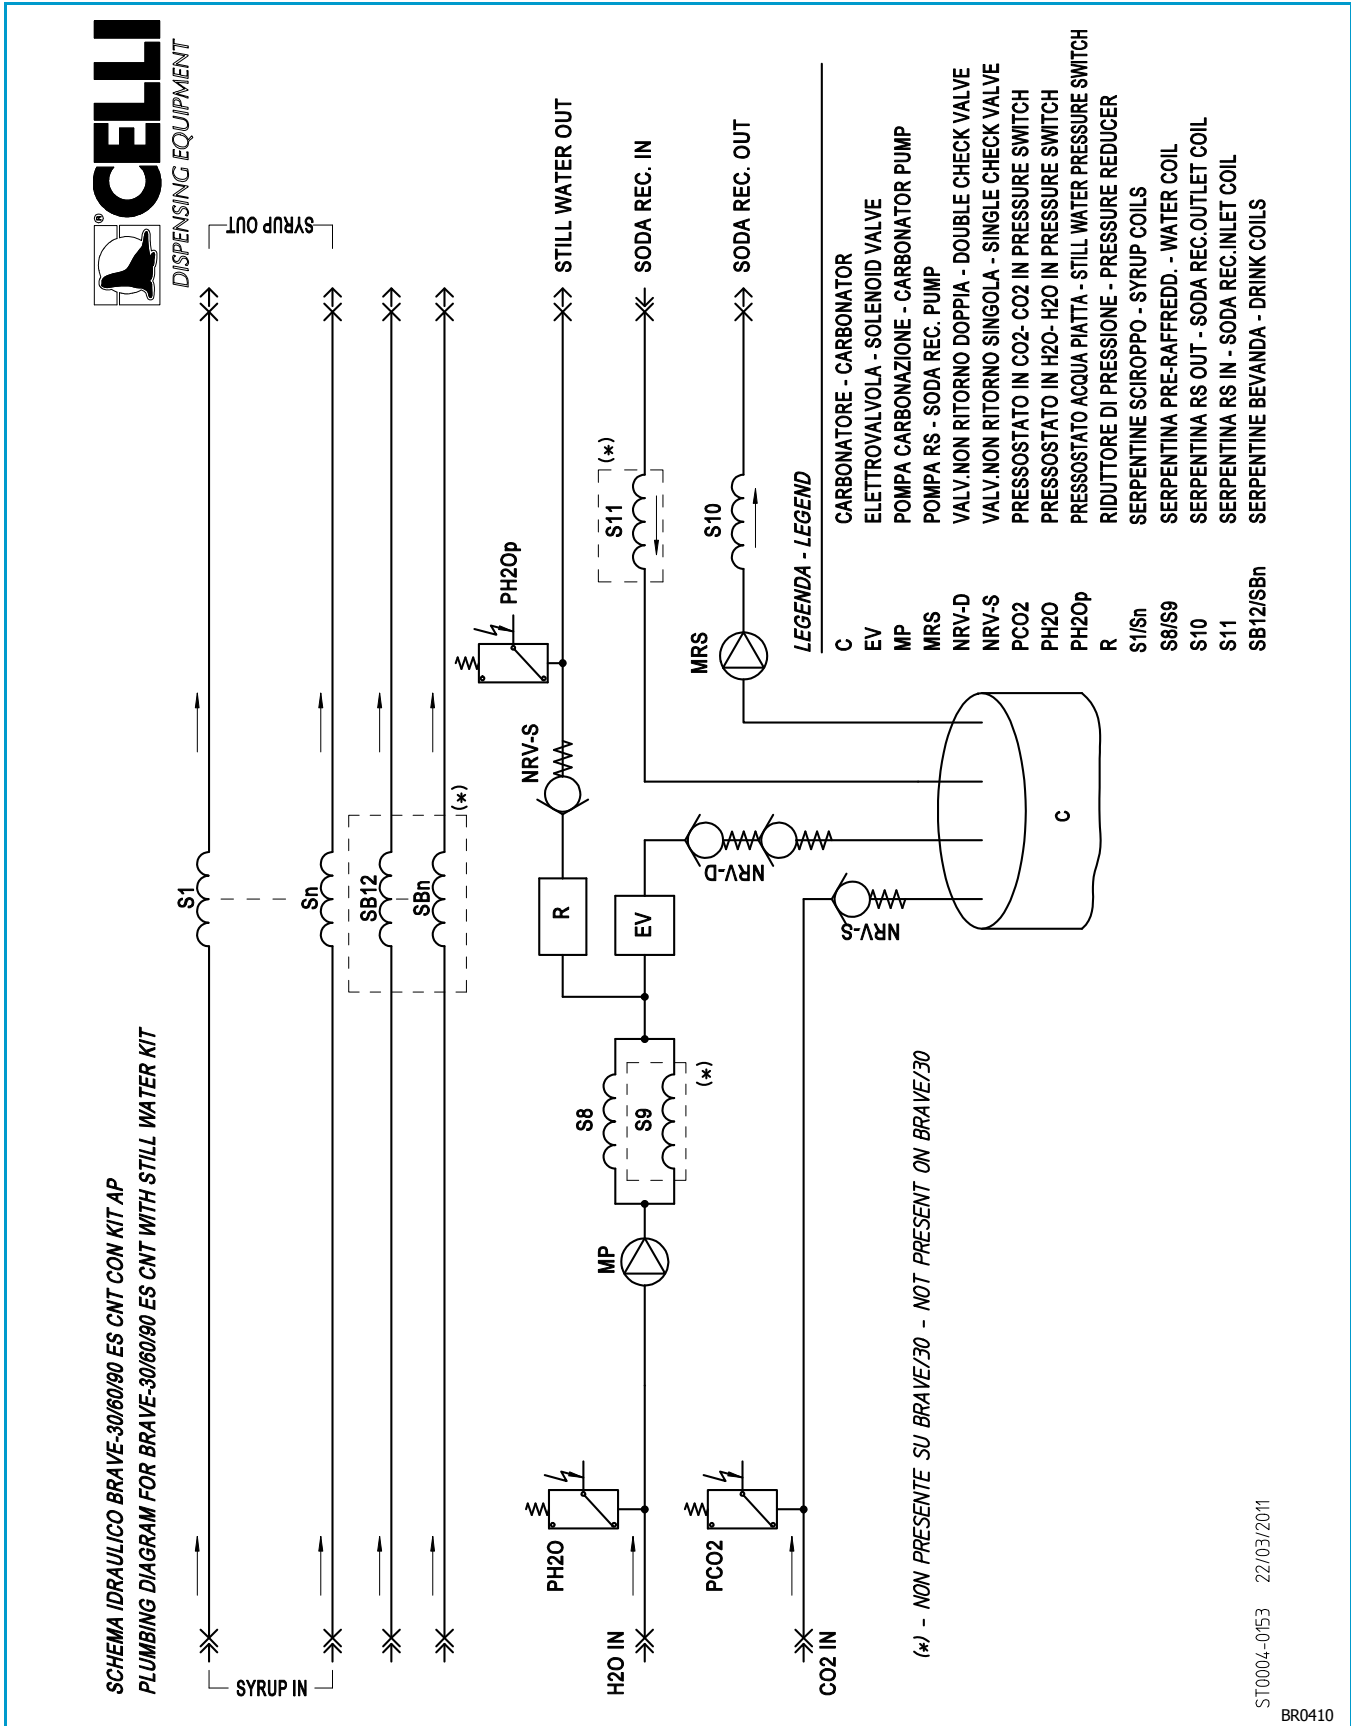 SCHEMA IDRAULICO BRAVE-30/60/90 ES CNT CON KIT AP
PLUMBING DIAGRAM FOR BRAVE-30/60/90 ES CNT WITH STILL WATER KIT
®
CELLI
DISPENSING EQUIPMENT
SYRUP IN
SYRUP OUT
S1
Sn
SB12
SBn
(*)
PH2Op
STILL WATER OUT
NRV-S
R
S8
S9
(*)
S11
(*)
SODA REC. IN
H2O IN
PH2O
MP
EV
NRV-D
MRS
S10
SODA REC. OUT
CO2 IN
PCO2
NRV-S
C
(*) - NON PRESENTE SU BRAVE/30 - NOT PRESENT ON BRAVE/30
LEGENDA - LEGEND
C CARBONATORE - CARBONATOR
EV ELETTROVALVOLA - SOLENOID VALVE
MP POMPA CARBONAZIONE - CARBONATOR PUMP
MRS POMPA RS - SODA REC. PUMP
NRV-D VALV.NON RITORNO DOPPIA - DOUBLE CHECK VALVE
NRV-S VALV.NON RITORNO SINGOLA - SINGLE CHECK VALVE
PCO2 PRESSOSTATO IN CO2- CO2 IN PRESSURE SWITCH
PH2O PRESSOSTATO IN H2O- H2O IN PRESSURE SWITCH
PH2Op PRESSOSTATO ACQUA PIATTA - STILL WATER PRESSURE SWITCH
R RIDUTTORE DI PRESSIONE - PRESSURE REDUCER
S1/Sn SERPENTINE SCIROPPO - SYRUP COILS
S8/S9 SERPENTINA PRE-RAFFREDD. - WATER COIL
S10 SERPENTINA RS OUT - SODA REC.OUTLET COIL
S11 SERPENTINA RS IN - SODA REC.INLET COIL
SB12/SBn SERPENTINE BEVANDA - DRINK COILS
ST0004-0153 22/03/2011
BR0410